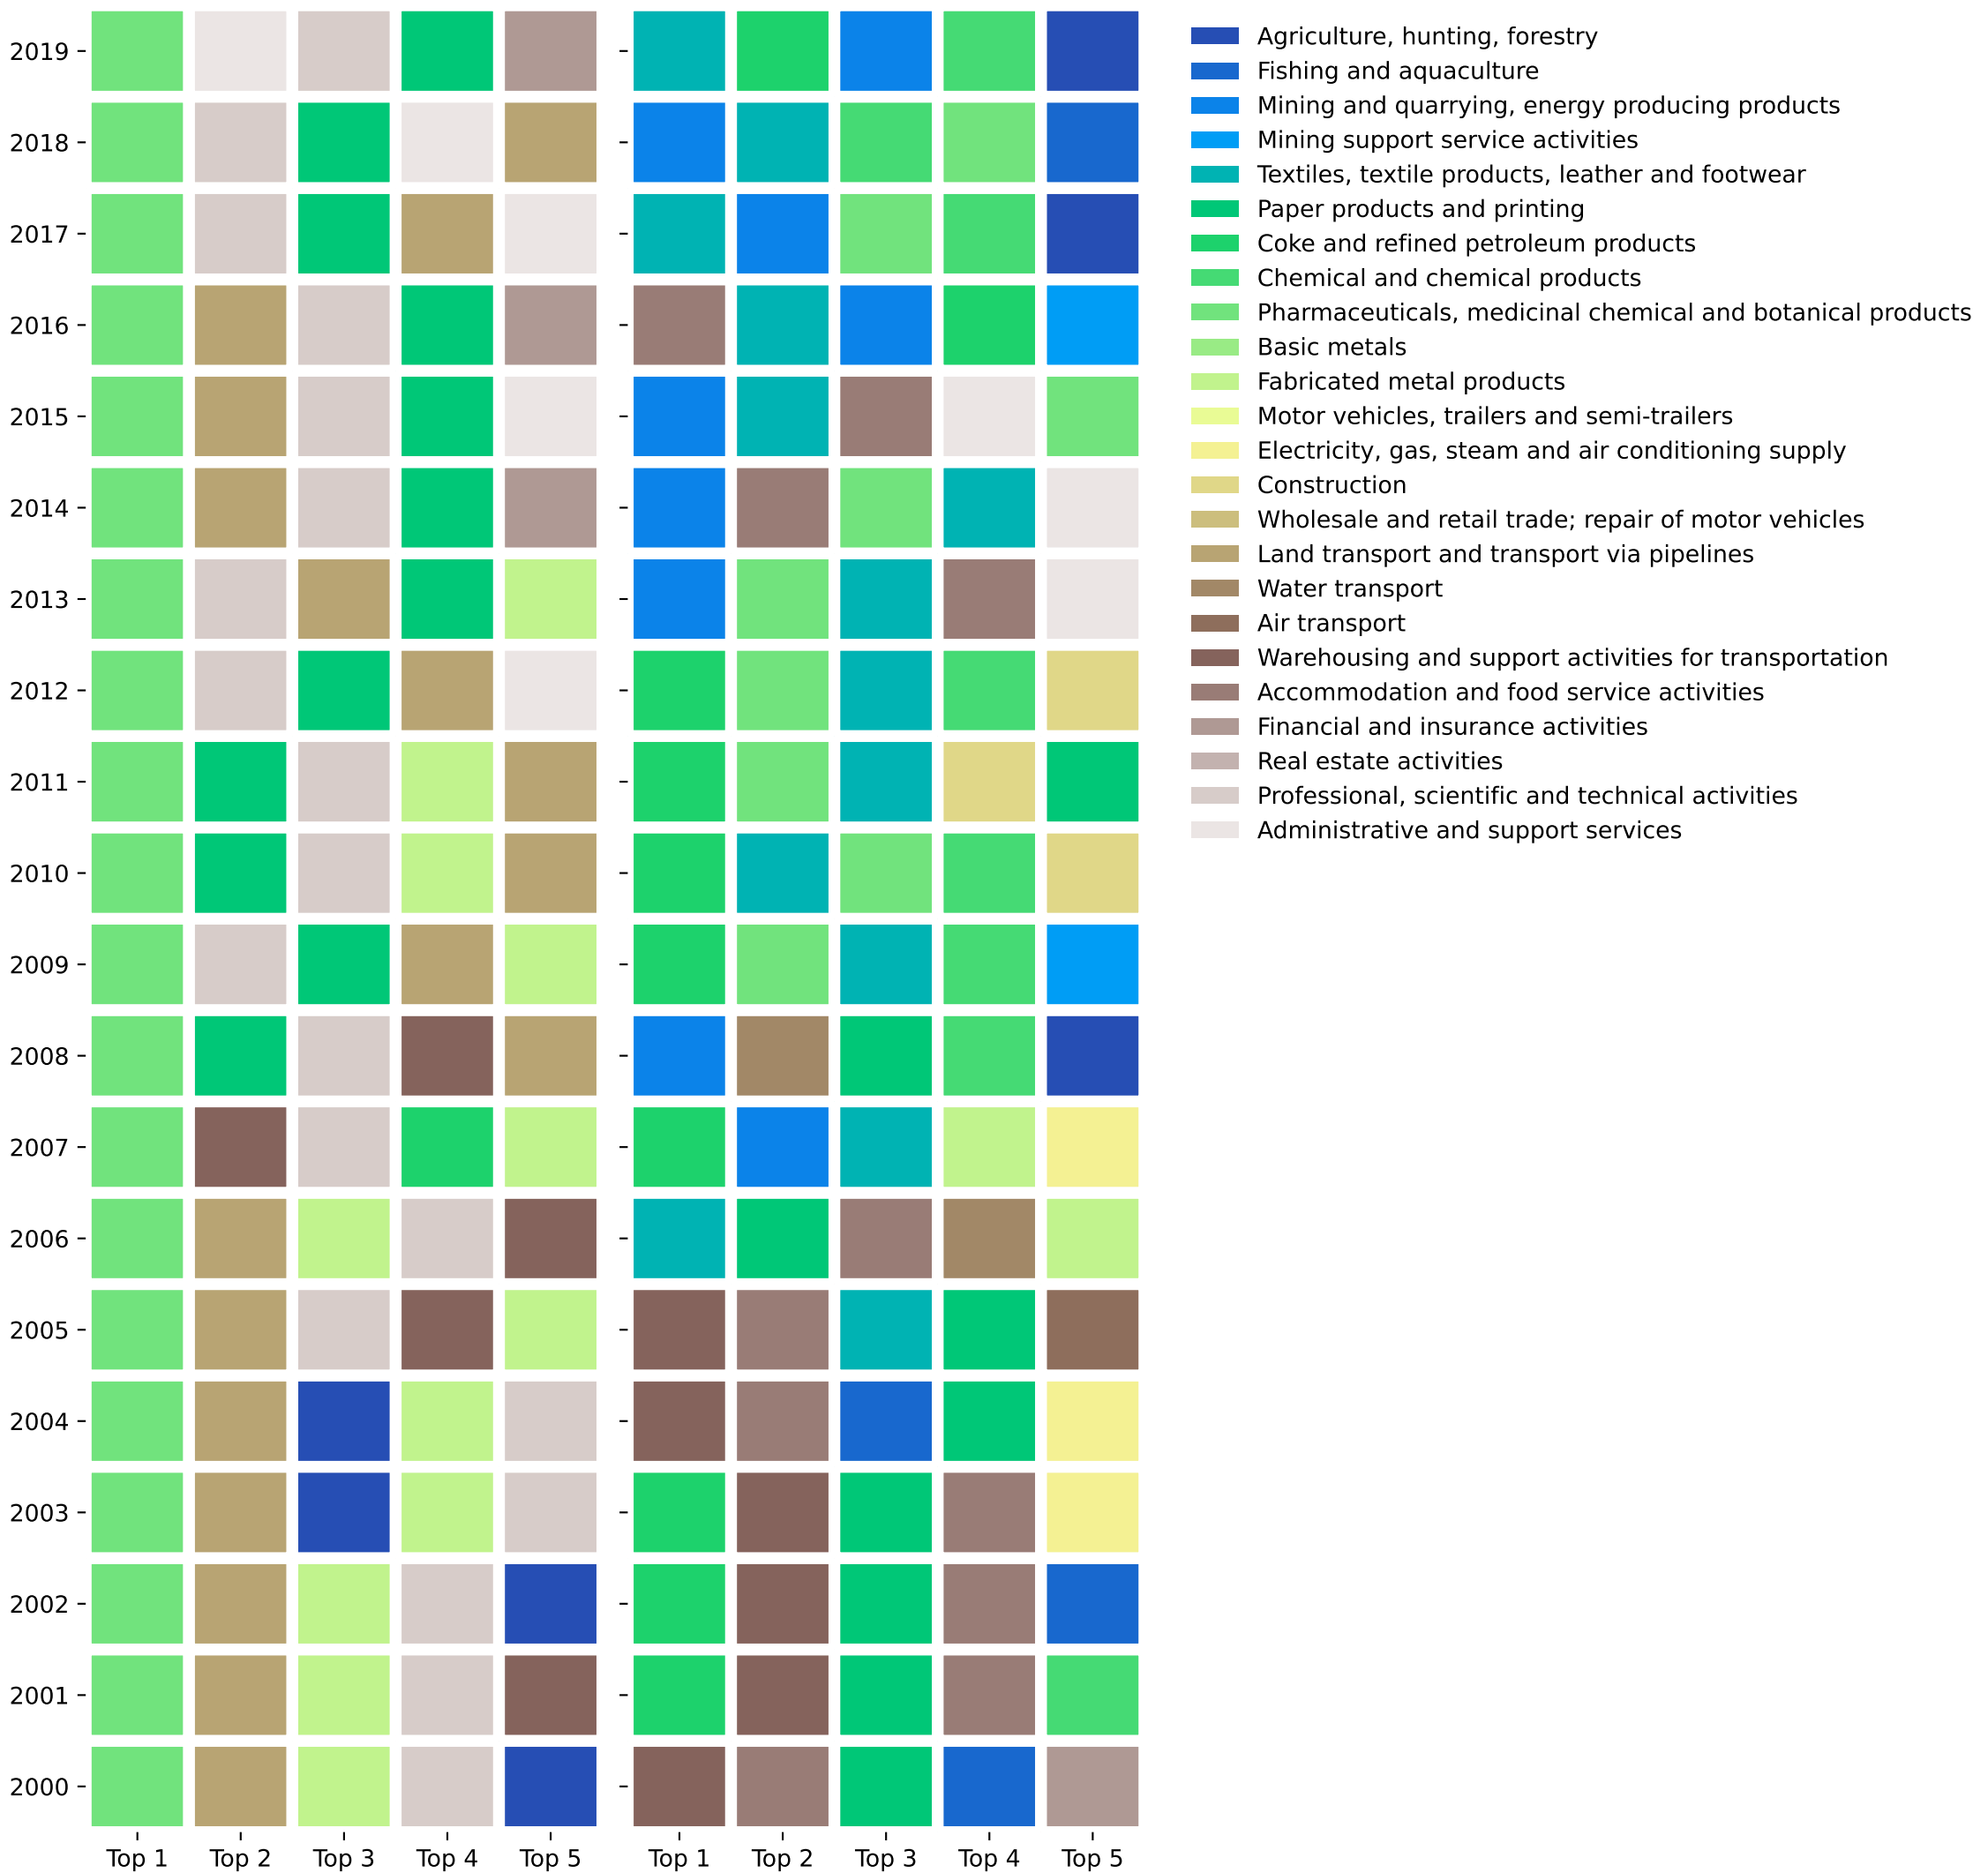 2019
2018
2017
2016
2015
2014
2013
2012
2011
2010
2009
2008
2007
2006
2005
2004
2003
2002
2001
2000
Top 1 Top 2 Top 3 Top 4 Top 5
Top 1 Top 2 Top 3 Top 4 Top 5
Agriculture, hunting, forestry
Fishing and aquaculture
Mining and quarrying, energy producing products
Mining support service activities
Textiles, textile products, leather and footwear
Paper products and printing
Coke and refined petroleum products
Chemical and chemical products
Pharmaceuticals, medicinal chemical and botanical products
Basic metals
Fabricated metal products
Motor vehicles, trailers and semi-trailers
Electricity, gas, steam and air conditioning supply
Construction
Wholesale and retail trade; repair of motor vehicles
Land transport and transport via pipelines
Water transport
Air transport
Warehousing and support activities for transportation
Accommodation and food service activities
Financial and insurance activities
Real estate activities
Professional, scientific and technical activities
Administrative and support services